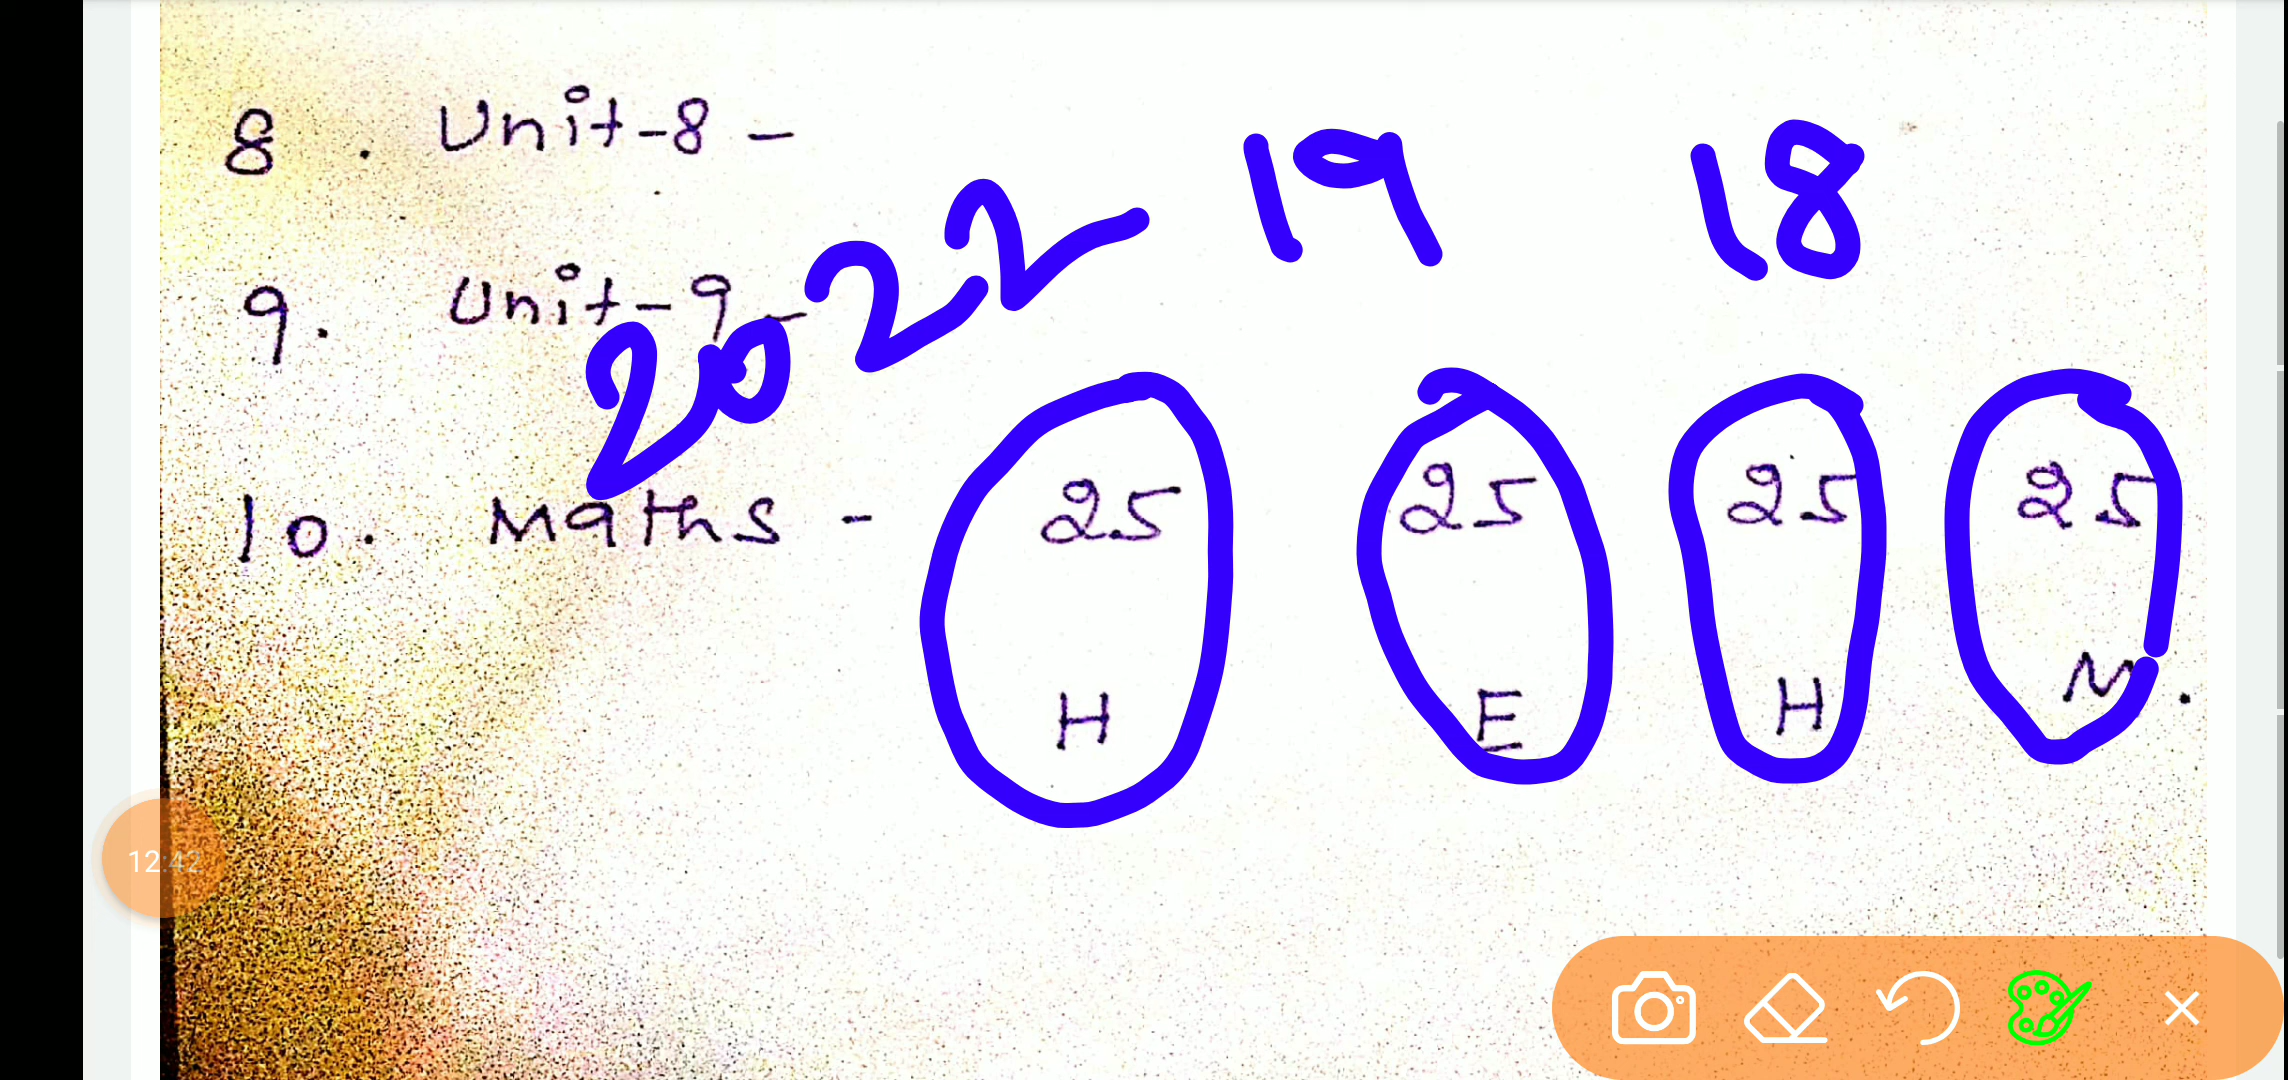 8 . Unit-8 -
19 18
9. Unit-9 -
2022
10. Maths - 25 25 25 25
H E H M.
12:42